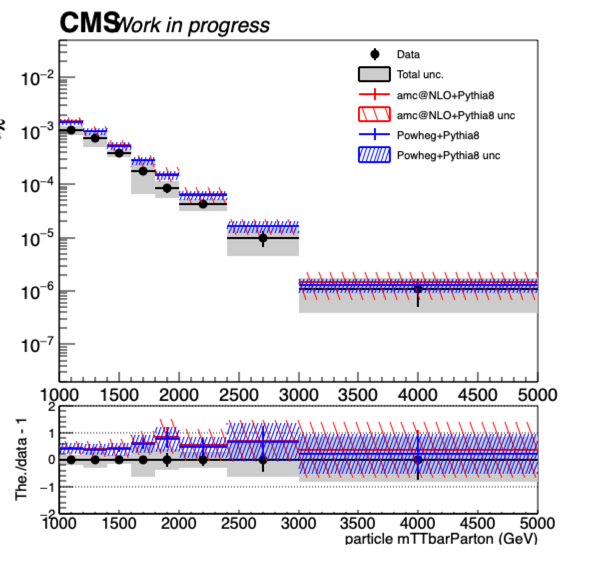 CMS Work in progress
Data
Total unc.
amc@NLO+Pythia8
amc@NLO+Pythia8 unc
Powheg+Pythia8
Powheg+Pythia8 unc
10⁻²
10⁻³
10⁻⁴
10⁻⁵
10⁻⁶
10⁻⁷
1000 1500 2000 2500 3000 3500 4000 4500 5000
The./data - 1
2
1
0
−1
−2
1000 1500 2000 2500 3000 3500 4000 4500 5000
particle mTTbarParton (GeV)